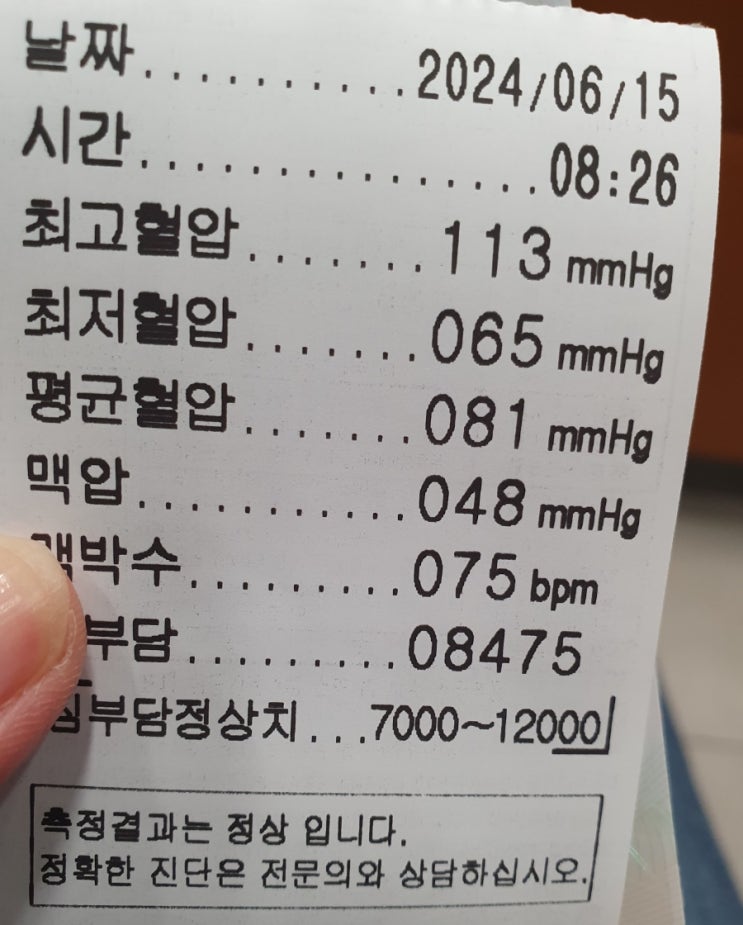 날짜...........2024/06/15
시간.................08:26
최고혈압.......113 mmHg
최저혈압.......065 mmHg
평균혈압.......081 mmHg
맥압............048 mmHg
맥박수.........075 bpm
부담.........08475
심부담정상치...7000~12000
측정결과는 정상 입니다.
정확한 진단은 전문의와 상담하십시오.